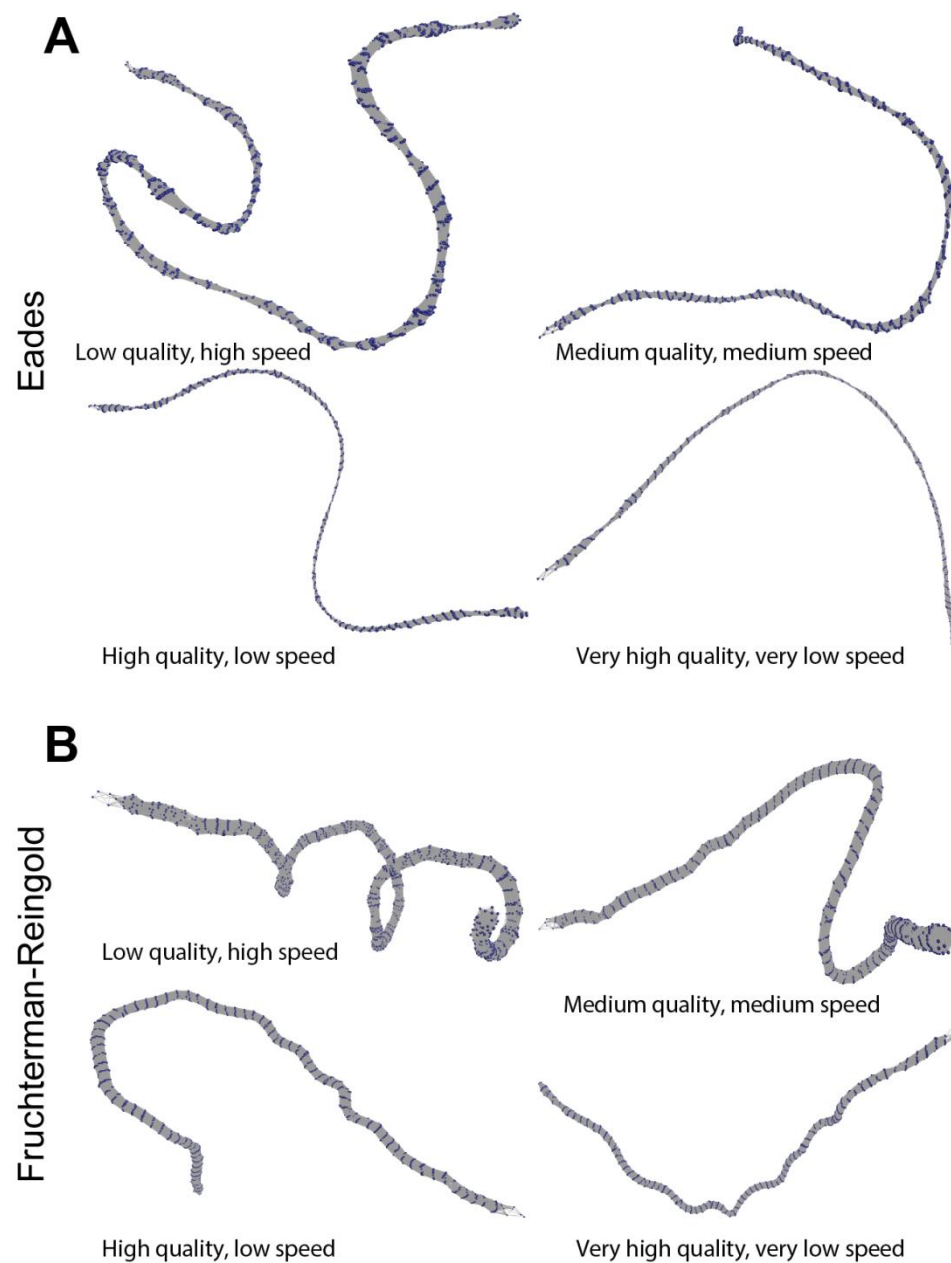 A
Eades
Low quality, high speed
Medium quality, medium speed
High quality, low speed
Very high quality, very low speed
B
Fruchterman-Reingold
Low quality, high speed
Medium quality, medium speed
High quality, low speed
Very high quality, very low speed